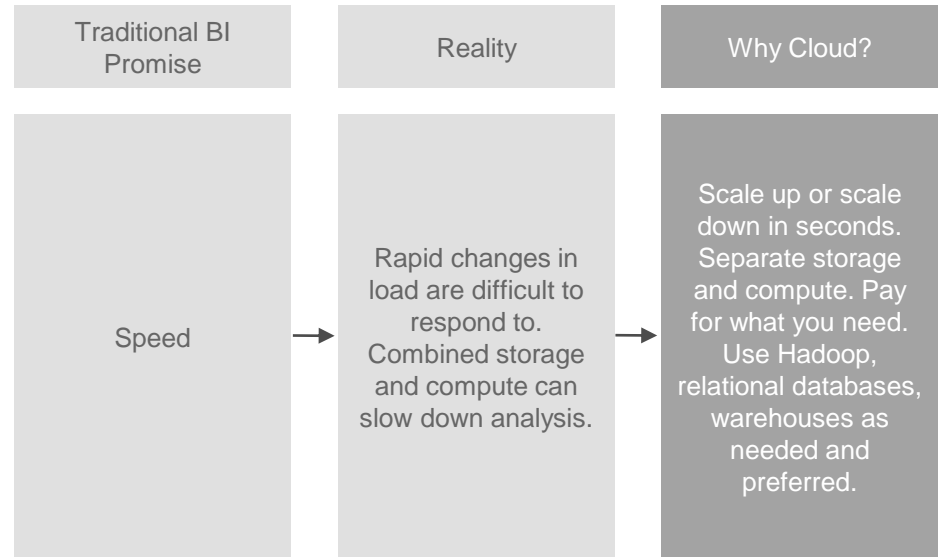 Traditional BI
Promise
Reality
Why Cloud?
Speed
Rapid changes in
load are difficult to
respond to.
Combined storage
and compute can
slow down analysis.
Scale up or scale
down in seconds.
Separate storage
and compute. Pay
for what you need.
Use Hadoop,
relational databases,
warehouses as
needed and
preferred.